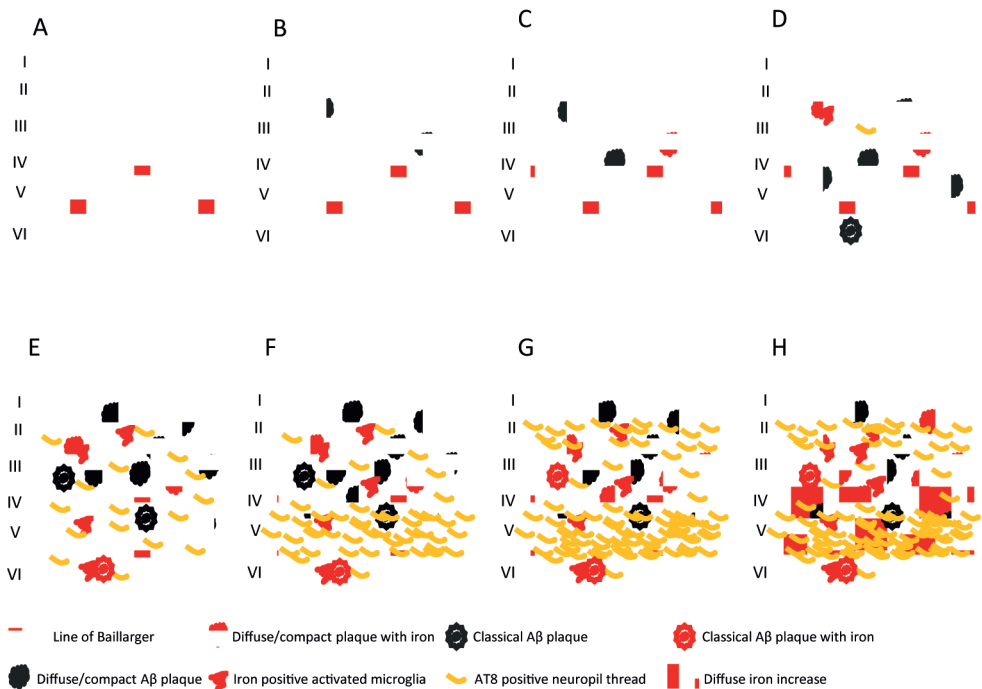 A B C D
I I I I
II II II II
III III III III
IV IV IV IV
V V V V
VI VI VI VI
E F G H
I I I I
II II II II
III III III III
IV IV IV IV
V V V V
VI VI VI VI
Line of Baillarger Diffuse/compact plaque with iron Classical Aβ plaque Classical Aβ plaque with iron
Diffuse/compact Aβ plaque Iron positive activated microglia AT8 positive neuropil thread Diffuse iron increase